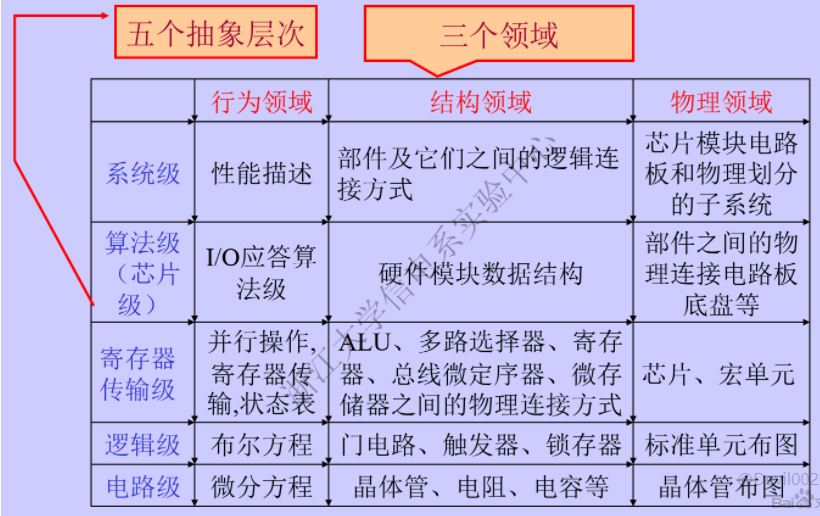 五个抽象层次
三个领域
行为领域
结构领域
物理领域
系统级
性能描述
部件及它们之间的逻辑连
接方式
芯片模块电路
板和物理划分
的子系统
算法级
（芯片
级）
I/O应答算
法级
硬件模块数据结构
部件之间的物
理连接电路板
底盘等
寄存器
传输级
并行操作,
寄存器传
输,状态表
ALU、多路选择器、寄存
器、总线微定序器、微存
储器之间的物理连接方式
芯片、宏单元
逻辑级
布尔方程
门电路、触发器、锁存器
标准单元布图
电路级
微分方程
晶体管、电阻、电容等
晶体管布图
浙江大学信电系实验中心